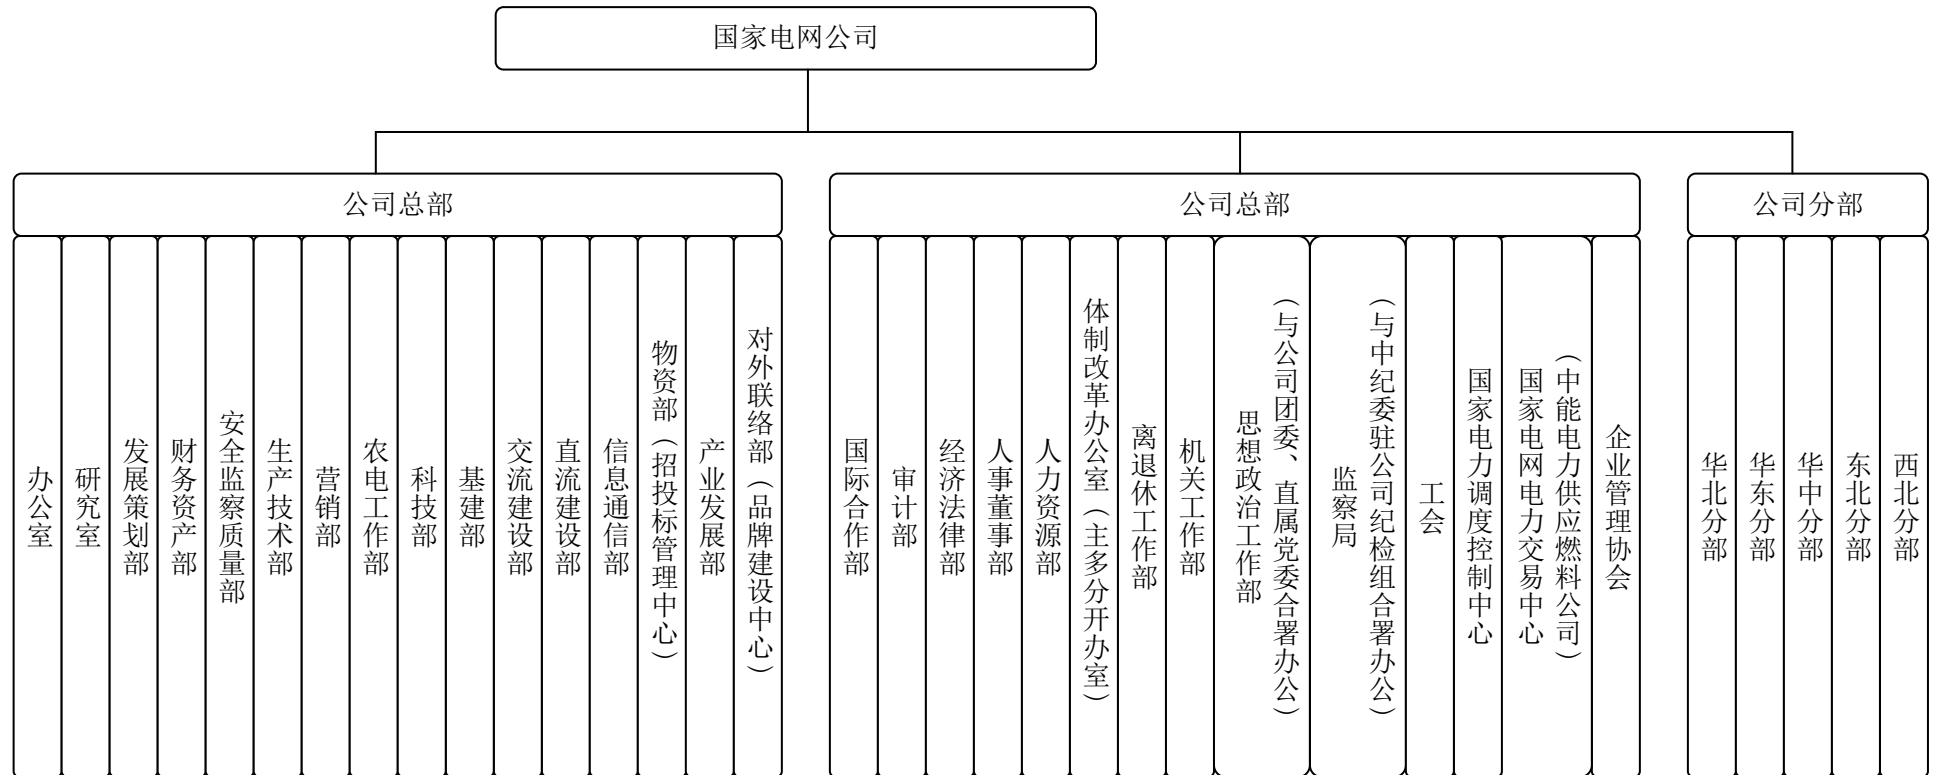 国家电网公司
公司总部
办公室
研究室
发展策划部
财务资产部
安全监察质量部
生产技术部
营销部
农电工作部
科技部
基建部
交流建设部
直流建设部
信息通信部
物资部（招投标管理中心）
产业发展部
对外联络部（品牌建设中心）
公司总部
国际合作部
审计部
经济法律部
人事董事部
人力资源部
体制改革办公室（主多分开办室）
离退休工作部
机关工作部
思想政治工作部
（与公司团委、直属党委合署办公）
监察局
（与中纪委驻公司纪检组合署办公）
工会
国家电力调度控制中心
国家电网电力交易中心
（中能电力供应燃料公司）
企业管理协会
公司分部
华北分部
华东分部
华中分部
东北分部
西北分部